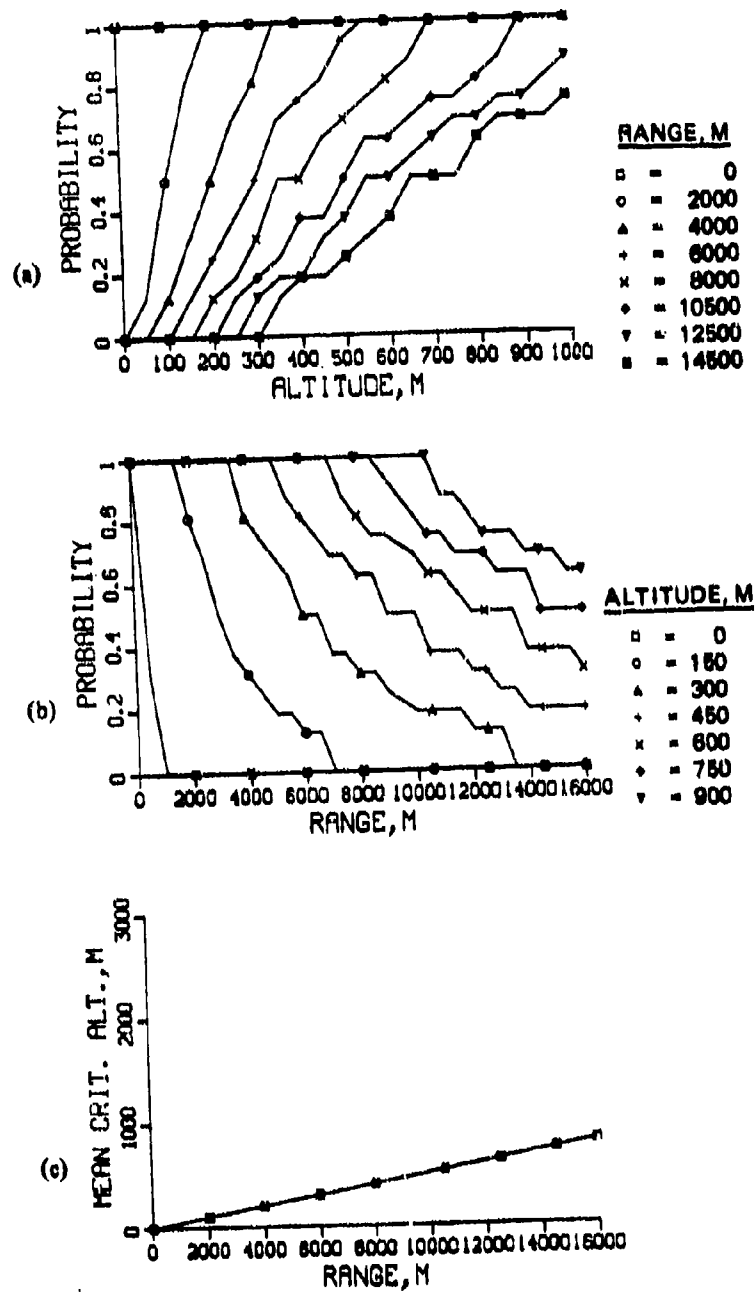 (a)
PROBABILITY
1
0.8
0.6
0.4
0.2
0
0 100 200 300 400 500 600 700 800 900 1000
ALTITUDE, M
RANGE, M
= 0
= 2000
= 4000
= 6000
= 8000
= 10500
= 12500
= 14500
(b)
PROBABILITY
1
0.8
0.6
0.4
0.2
0
0 2000 4000 6000 8000 10000 12000 14000 16000
RANGE, M
ALTITUDE, M
= 0
= 150
= 300
= 450
= 600
= 750
= 900
(c)
MEAN CRIT. ALT., M
3000
2000
1000
0
0 2000 4000 6000 8000 10000 12000 14000 16000
RANGE, M